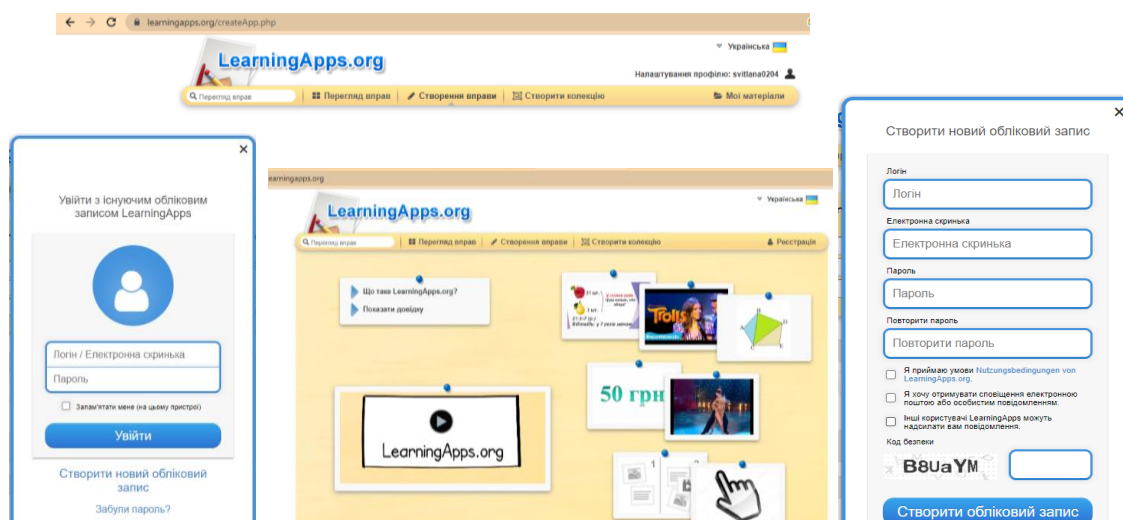 learningapps.org/createApp.php
LearningApps.org
Українська
Налаштування профілю: svitlana0204
Перегляд вправ
Перегляд вправ
Створення вправи
Створити колекцію
Мої матеріали
Увійти з існуючим обліковим
записом LearningApps
Логін / Електронна скринька
Пароль
Запам'ятати мене (на цьому пристрої)
Увійти
Створити новий обліковий
запис
Забули пароль?
earningapps.org
LearningApps.org
Українська
Перегляд вправ
Перегляд вправ
Створення вправи
Створити колекцію
Реєстрація
Що таке LearningApps.org?
Показати довідку
Trolls
50 грн
LearningApps.org
1
Створити новий обліковий запис
Логін
Логін
Електронна скринька
Електронна скринька
Пароль
Пароль
Повторити пароль
Повторити пароль
Я приймаю умови Nutzungsbedingungen von
LearningApps.org.
Я хочу отримувати сповіщення електронною
поштою або особистим повідомленням.
Інші користувачі LearningApps можуть
надсилати вам повідомлення.
Код безпеки
B8UaYM
Створити обліковий запис